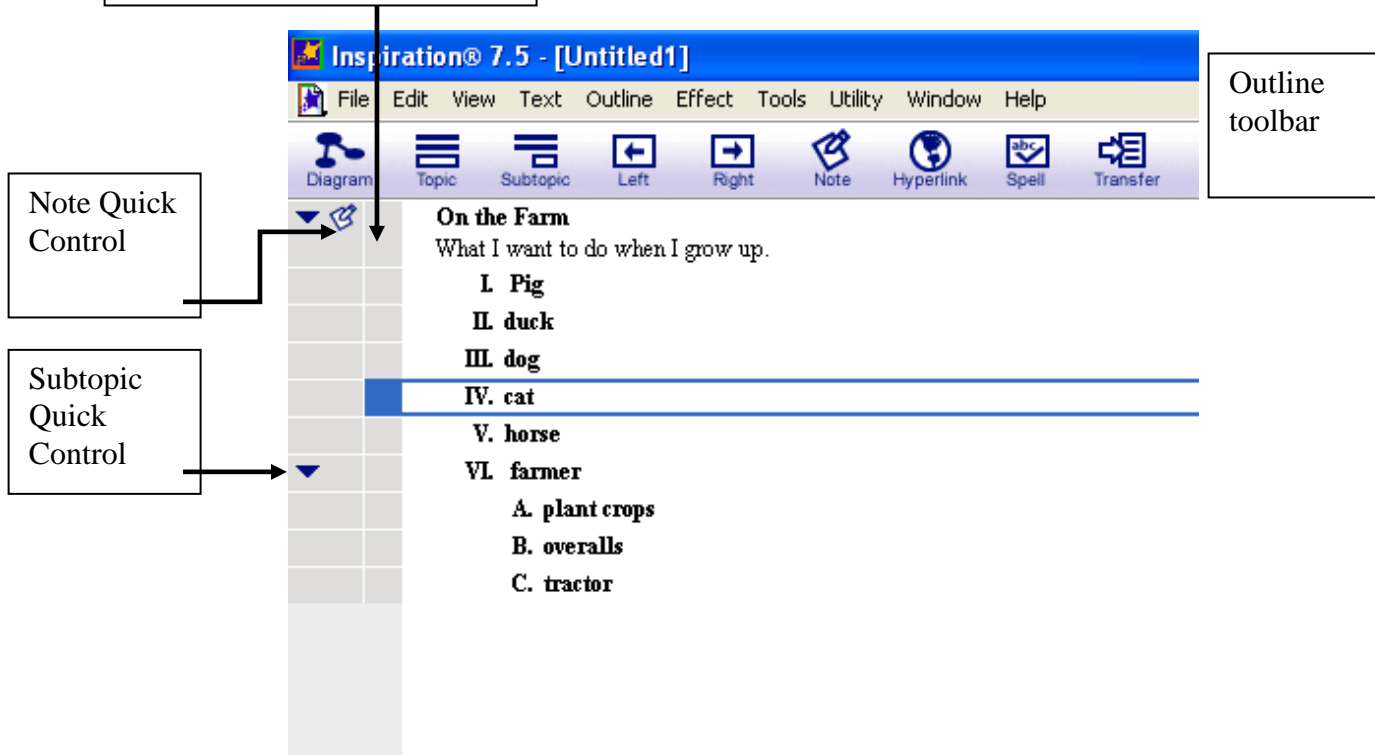 Inspiration® 7.5 - [Untitled1]
File Edit View Text Outline Effect Tools Utility Window Help
Outline
toolbar
abc
Diagram Topic Subtopic Left Right Note Hyperlink Spell Transfer
Note Quick
Control
On the Farm
What I want to do when I grow up.
I. Pig
II. duck
III. dog
Subtopic
Quick
Control
IV. cat
V. horse
VI. farmer
A. plant crops
B. overalls
C. tractor